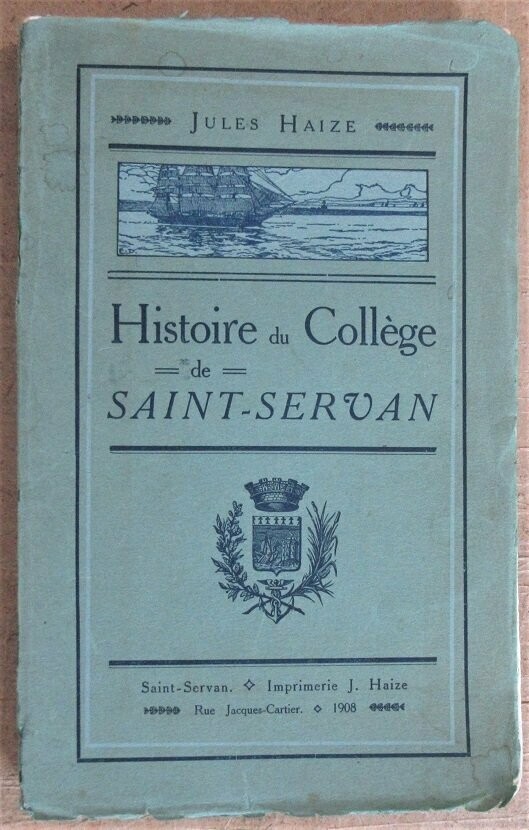 Jules Haize
Histoire du Collège
de
SAINT-SERVAN
Saint-Servan. Imprimerie J. Haize
Rue Jacques-Cartier. 1908